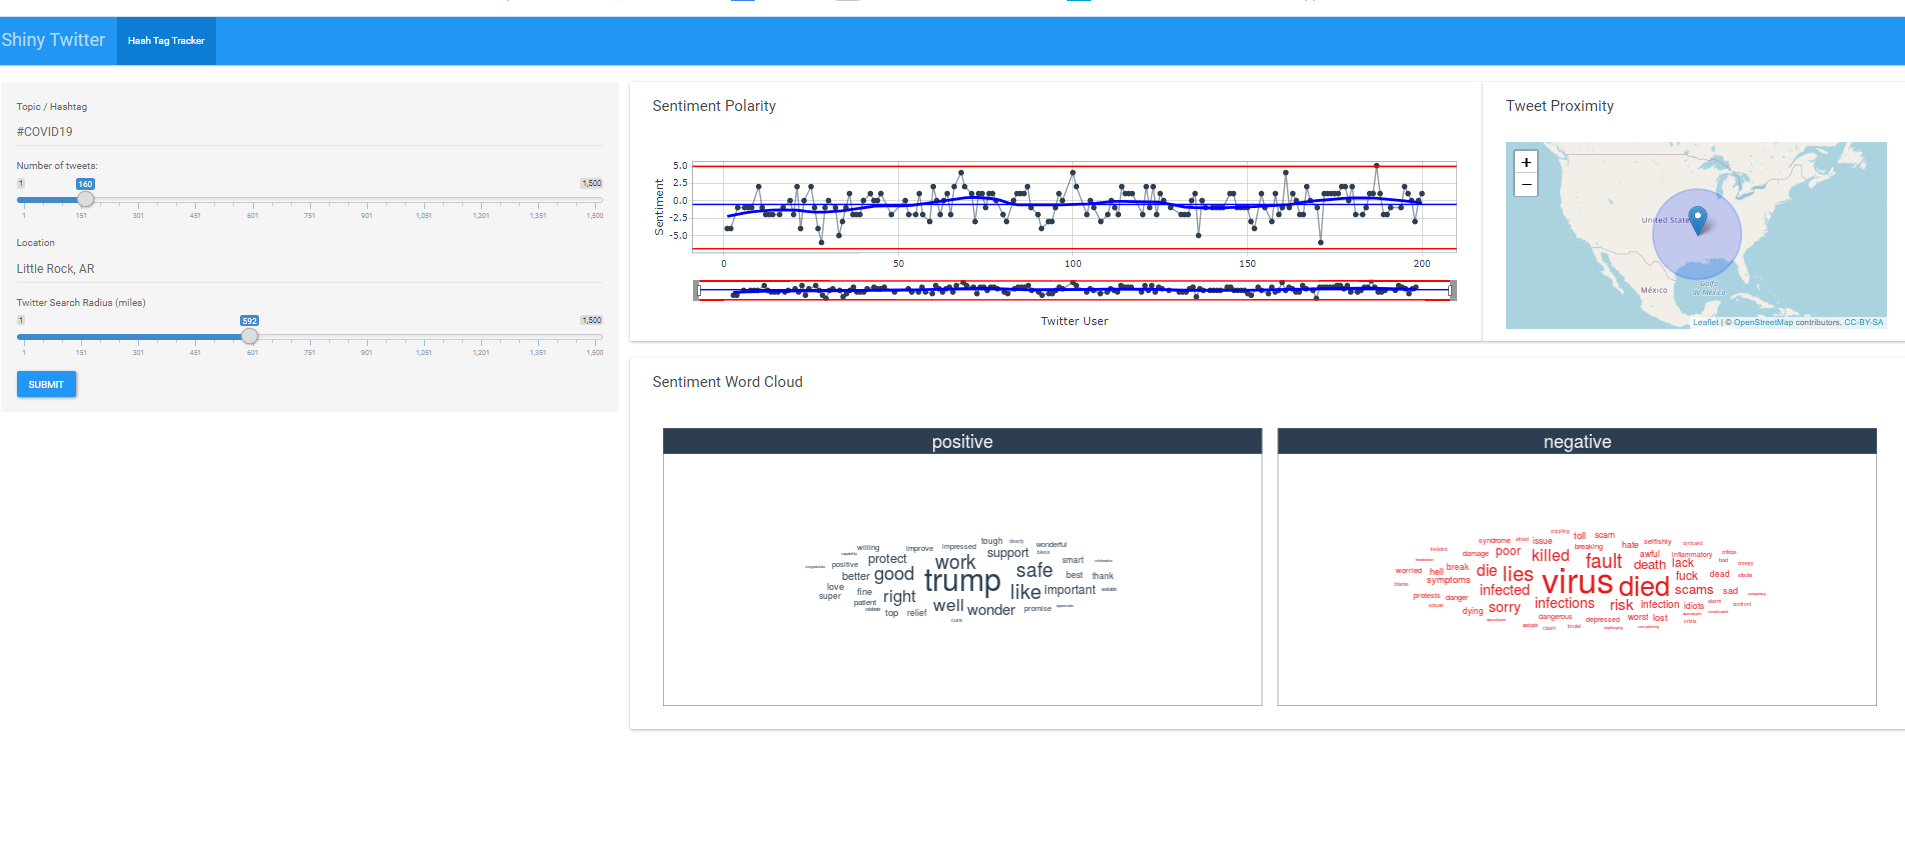 Shiny Twitter
Hash Tag Tracker
Topic / Hashtag
#COVID19
Number of tweets:
1 160 1,500
1 151 301 451 601 751 901 1,051 1,201 1,351 1,500
Location
Little Rock, AR
Twitter Search Radius (miles)
1 592 1,500
1 151 301 451 601 751 901 1,051 1,201 1,351 1,500
SUBMIT
Sentiment Polarity
Sentiment
5.0
2.5
0.0
-2.5
-5.0
0 50 100 150 200
Twitter User
Tweet Proximity
+
−
United State
México
Golfo
de México
Leaflet | © OpenStreetMap contributors, CC-BY-SA
Sentiment Word Cloud
positive
tough wonderful
willing improve impressed
protect work support smart
positive
better good trump safe best thank
love fine right like important
super patient well wonder promise
top relief
cure
negative
toll scam
syndrome issue breaking hate selfishly
damage poor killed awful inflammatory
worried hell break die lies fault death lack
symptoms virus died fuck dead
infected scams sad
protests danger infections risk infection idiots
dying sorry dangerous depressed worst lost